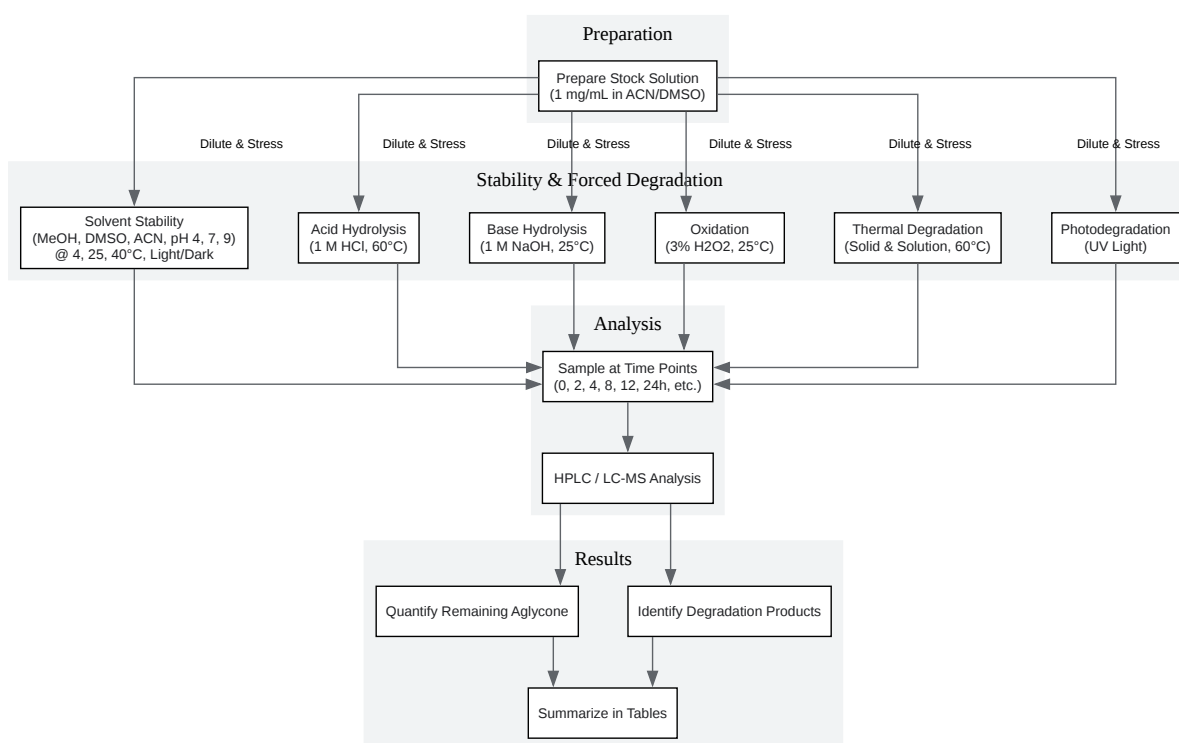 Preparation
Prepare Stock Solution
(1 mg/mL in ACN/DMSO)
Dilute & Stress
Dilute & Stress
Dilute & Stress
Dilute & Stress
Dilute & Stress
Dilute & Stress
Stability & Forced Degradation
Solvent Stability
(MeOH, DMSO, ACN, pH 4, 7, 9)
@ 4, 25, 40°C, Light/Dark
Acid Hydrolysis
(1 M HCl, 60°C)
Base Hydrolysis
(1 M NaOH, 25°C)
Oxidation
(3% H2O2, 25°C)
Thermal Degradation
(Solid & Solution, 60°C)
Photodegradation
(UV Light)
Analysis
Sample at Time Points
(0, 2, 4, 8, 12, 24h, etc.)
HPLC / LC-MS Analysis
Results
Quantify Remaining Aglycone
Identify Degradation Products
Summarize in Tables